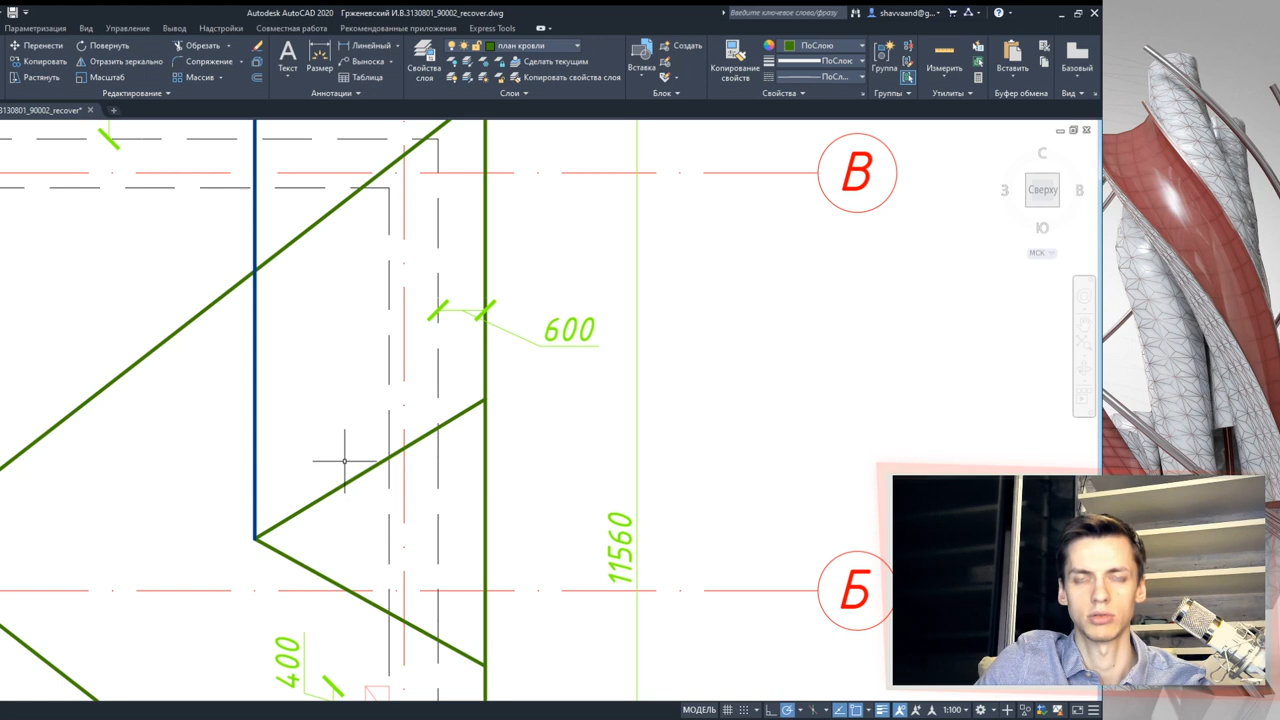 Autodesk AutoCAD 2020   Грженевский И.В.3130801_90002_recover.dwg
Введите ключевое слово/фразу
shavvaand@g...
Параметризация Вид Управление Вывод Надстройки Совместная работа Рекомендованные приложения Express Tools
Перенести Повернуть Обрезать
Копировать Отразить зеркально Сопряжение
Растянуть Масштаб Массив
Редактирование
Текст Размер
Линейный
Выноска
Таблица
Аннотации
Свойства слоя
план кровли
Сделать текущим
Копировать свойства слоя
Слои
Вставка
Создать
Блок
Копирование свойств
ПоСлою
ПоСлос
ПоСл...
Свойства
Группа
Группы
Измерить
Утилиты
Вставить
Буфер обмена
Базовый
Вид
3130801_90002_recover*
В
С
З Сверху В
Ю
МСК
600
11560
Б
400
МОДЕЛЬ 1:100